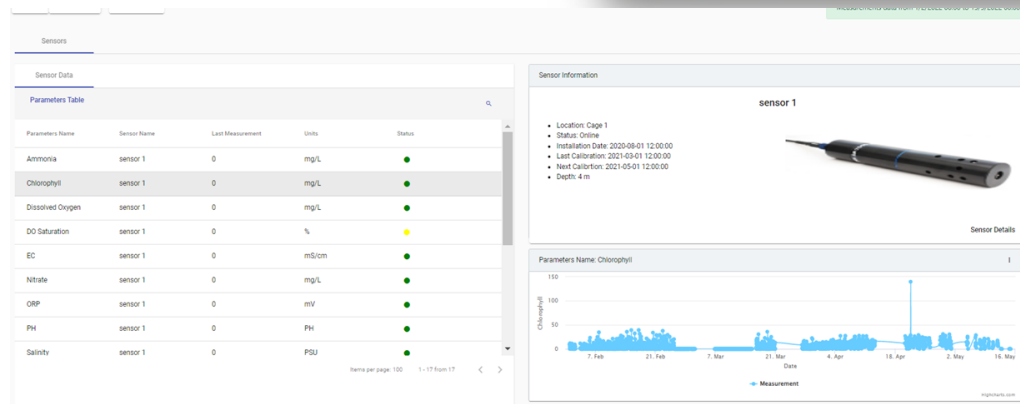 Sensors
Sensor Data
Parameters Table
Parameters Name Sensor Name Last Measurement Units Status
Ammonia sensor 1 0 mg/L
Chlorophyll sensor 1 0 mg/L
Dissolved Oxygen sensor 1 0 mg/L
DO Saturation sensor 1 0 %
EC sensor 1 0 mS/cm
Nitrate sensor 1 0 mg/L
ORP sensor 1 0 mV
PH sensor 1 0 PH
Salinity sensor 1 0 PSU
Items per page: 100 1 - 17 from 17
Sensor Information
sensor 1
Location: Cage 1
Status: Online
Installation Date: 2020-08-01 12:00:00
Last Calibration: 2021-03-01 12:00:00
Next Calibrtion: 2021-05-01 12:00:00
Depth: 4 m
Sensor Details
Parameters Name: Chlorophyll
150
100
50
0
Chlorophyll
7. Feb 21. Feb 7. Mar 21. Mar 4. Apr 18. Apr 2. May 16. May
Date
Measurement
Highcharts.com